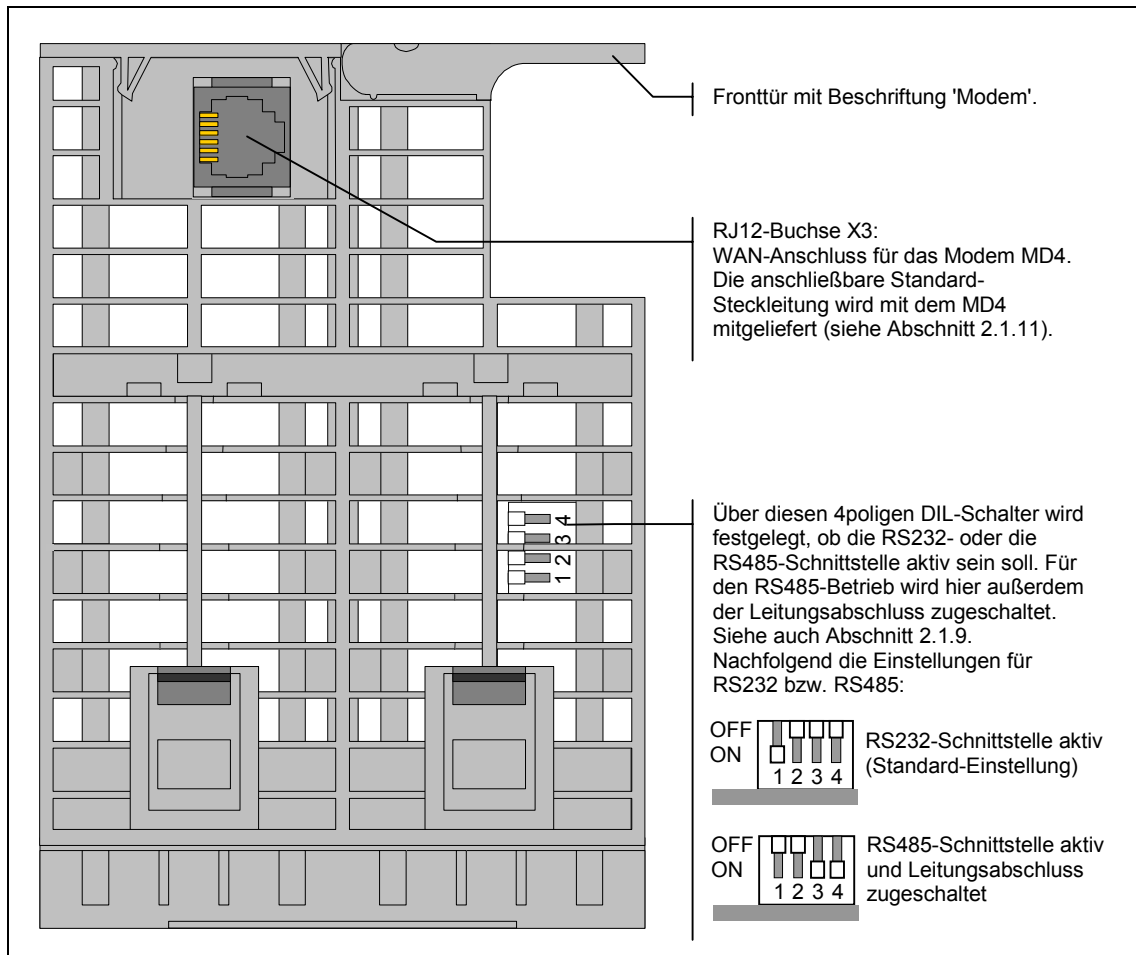 Fronttür mit Beschriftung 'Modem'.
RJ12-Buchse X3:
WAN-Anschluss für das Modem MD4.
Die anschließbare Standard-
Steckleitung wird mit dem MD4
mitgeliefert (siehe Abschnitt 2.1.11).
1 2 3 4
Über diesen 4poligen DIL-Schalter wird
festgelegt, ob die RS232- oder die
RS485-Schnittstelle aktiv sein soll. Für
den RS485-Betrieb wird hier außerdem
der Leitungsabschluss zugeschaltet.
Siehe auch Abschnitt 2.1.9.
Nachfolgend die Einstellungen für
RS232 bzw. RS485:
OFF
ON
1 2 3 4
RS232-Schnittstelle aktiv
(Standard-Einstellung)
OFF
ON
1 2 3 4
RS485-Schnittstelle aktiv
und Leitungsabschluss
zugeschaltet